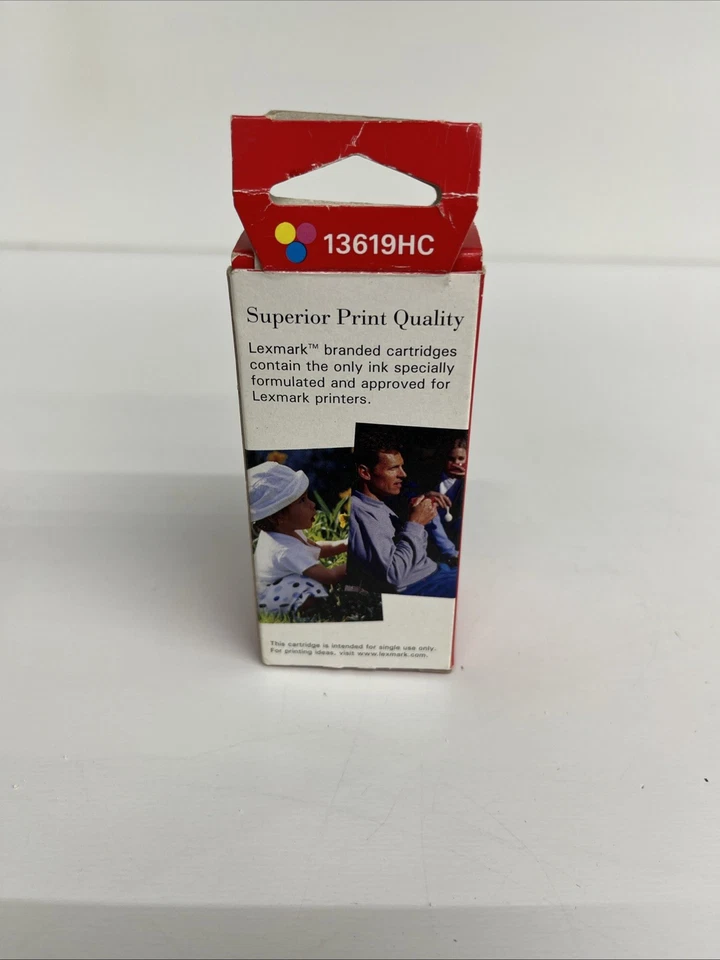 13619HC
Superior Print Quality
Lexmark™ branded cartridges
contain the only ink specially
formulated and approved for
Lexmark printers.
This cartridge is intended for single use only.
For printing ideas, visit www.lexmark.com.